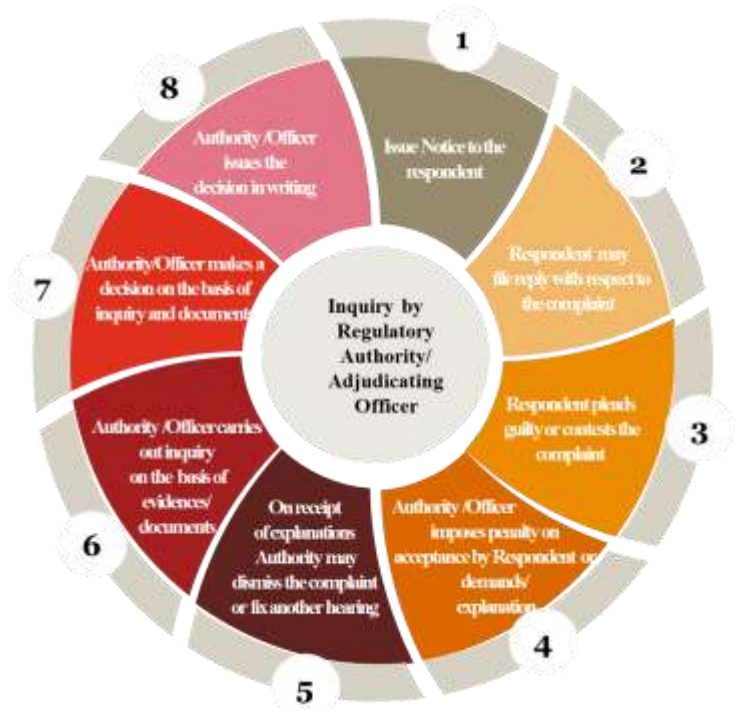 Inquiry by
Regulatory
Authority/
Adjudicating
Officer
1
Issue Notice to the
respondent
2
Respondent may
file reply with respect to
the complaint
3
Respondent pleads
guilty or contests the
complaint
4
Authority /Officer
imposes penalty on
acceptance by Respondent or
demands/
explanation
5
On receipt
of explanations
Authority may
dismiss the complaint
or fix another hearing
6
Authority /Officer carries
out inquiry
on the basis of
evidences/
documents
7
Authority/Officer makes a
decision on the basis of
inquiry and documents
8
Authority /Officer
issues the
decision in writing